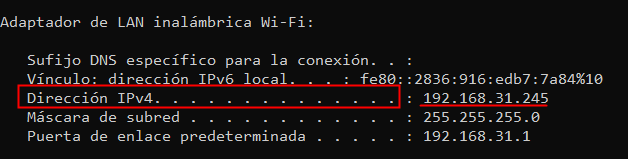 Adaptador de LAN inalámbrica Wi-Fi:
Sufijo DNS específico para la conexión. . :
Vínculo: dirección IPv6 local. . . : fe80::2836:916:edb7:7a84%10
Dirección IPv4. . . . . . . . . . . . . . : 192.168.31.245
Máscara de subred . . . . . . . . . . . . : 255.255.255.0
Puerta de enlace predeterminada . . . . . : 192.168.31.1